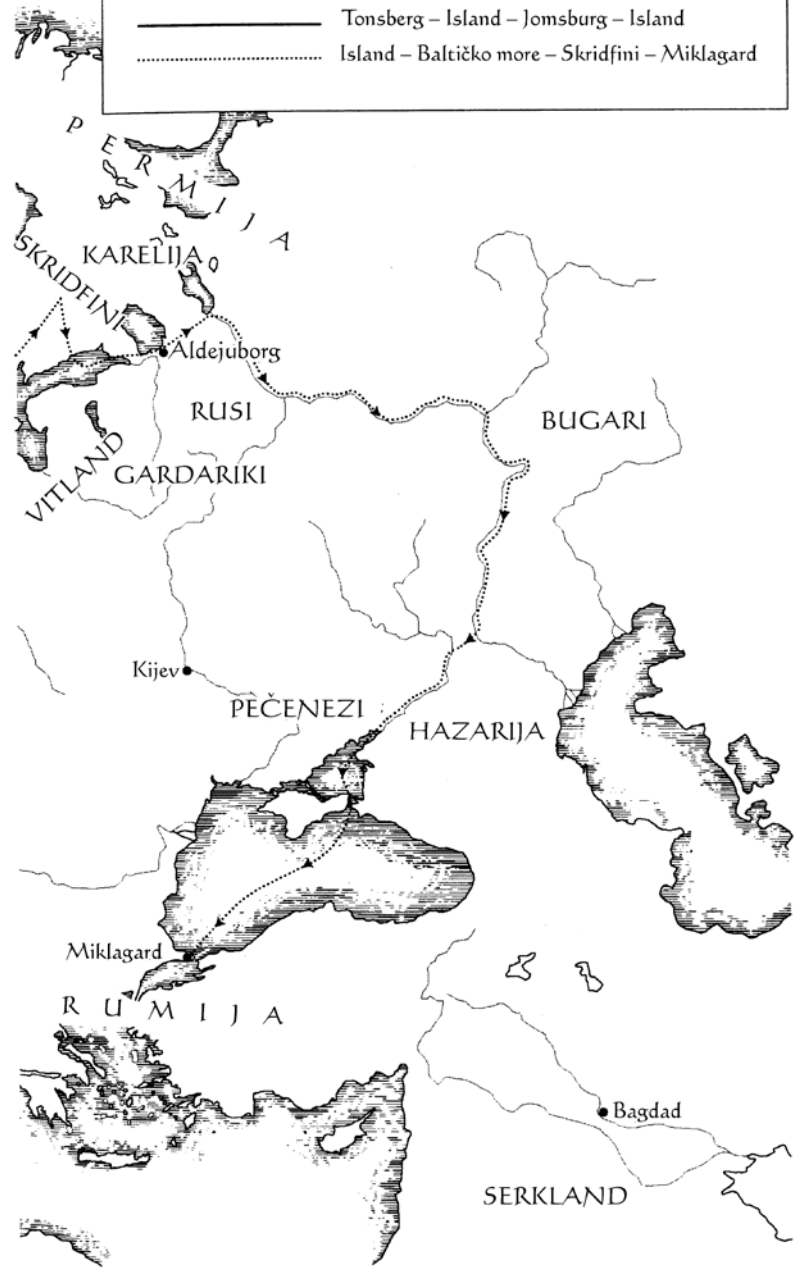 Tonsberg – Island – Jomsburg – Island
Island – Baltičko more – Skridfini – Miklagard
PERMIJA
KARELIJA
SKRIDFINI
Aldejuborg
RUSI
BUGARI
VITLAND
GARDARIKI
Kijev
PEČENEZI
HAZARIJA
Miklagard
RUMIJA
Bagdad
SERKLAND